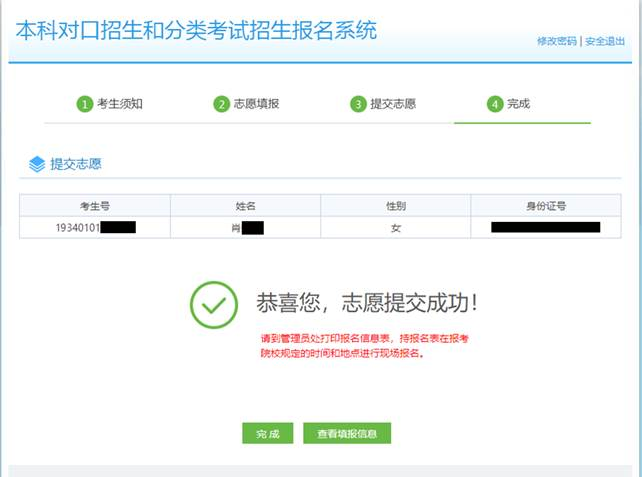 本科对口招生和分类考试招生报名系统
修改密码 | 安全退出
1 考生须知
2 志愿填报
3 提交志愿
4 完成
提交志愿
考生号 姓名 性别 身份证号
19340101 肖 女
恭喜您，志愿提交成功！
请到管理员处打印报名信息表，持报名表在报考
院校规定的时间和地点进行现场报名。
完 成 查看填报信息